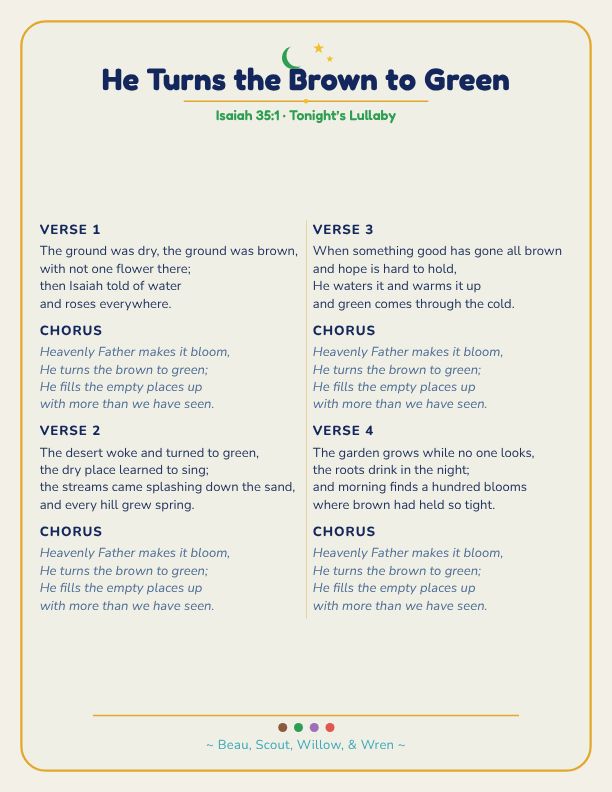 He Turns the Brown to Green
Isaiah 35:1 · Tonight's Lullaby
VERSE 1
The ground was dry, the ground was brown,
with not one flower there;
then Isaiah told of water
and roses everywhere.
CHORUS
Heavenly Father makes it bloom,
He turns the brown to green;
He fills the empty places up
with more than we have seen.
VERSE 2
The desert woke and turned to green,
the dry place learned to sing;
the streams came splashing down the sand,
and every hill grew spring.
CHORUS
Heavenly Father makes it bloom,
He turns the brown to green;
He fills the empty places up
with more than we have seen.
VERSE 3
When something good has gone all brown
and hope is hard to hold,
He waters it and warms it up
and green comes through the cold.
CHORUS
Heavenly Father makes it bloom,
He turns the brown to green;
He fills the empty places up
with more than we have seen.
VERSE 4
The garden grows while no one looks,
the roots drink in the night;
and morning finds a hundred blooms
where brown had held so tight.
CHORUS
Heavenly Father makes it bloom,
He turns the brown to green;
He fills the empty places up
with more than we have seen.
~ Beau, Scout, Willow, & Wren ~